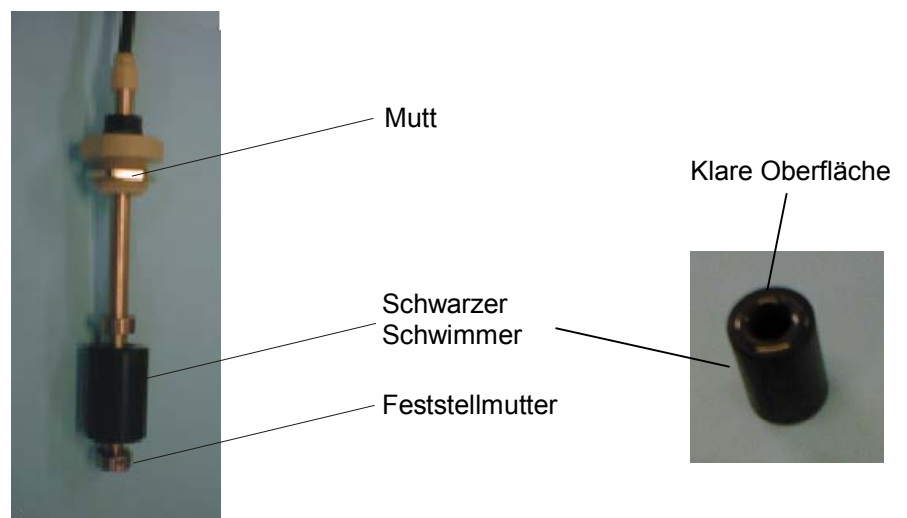 Mutt
Klare Oberfläche
Schwarzer
Schwimmer
Feststellmutter